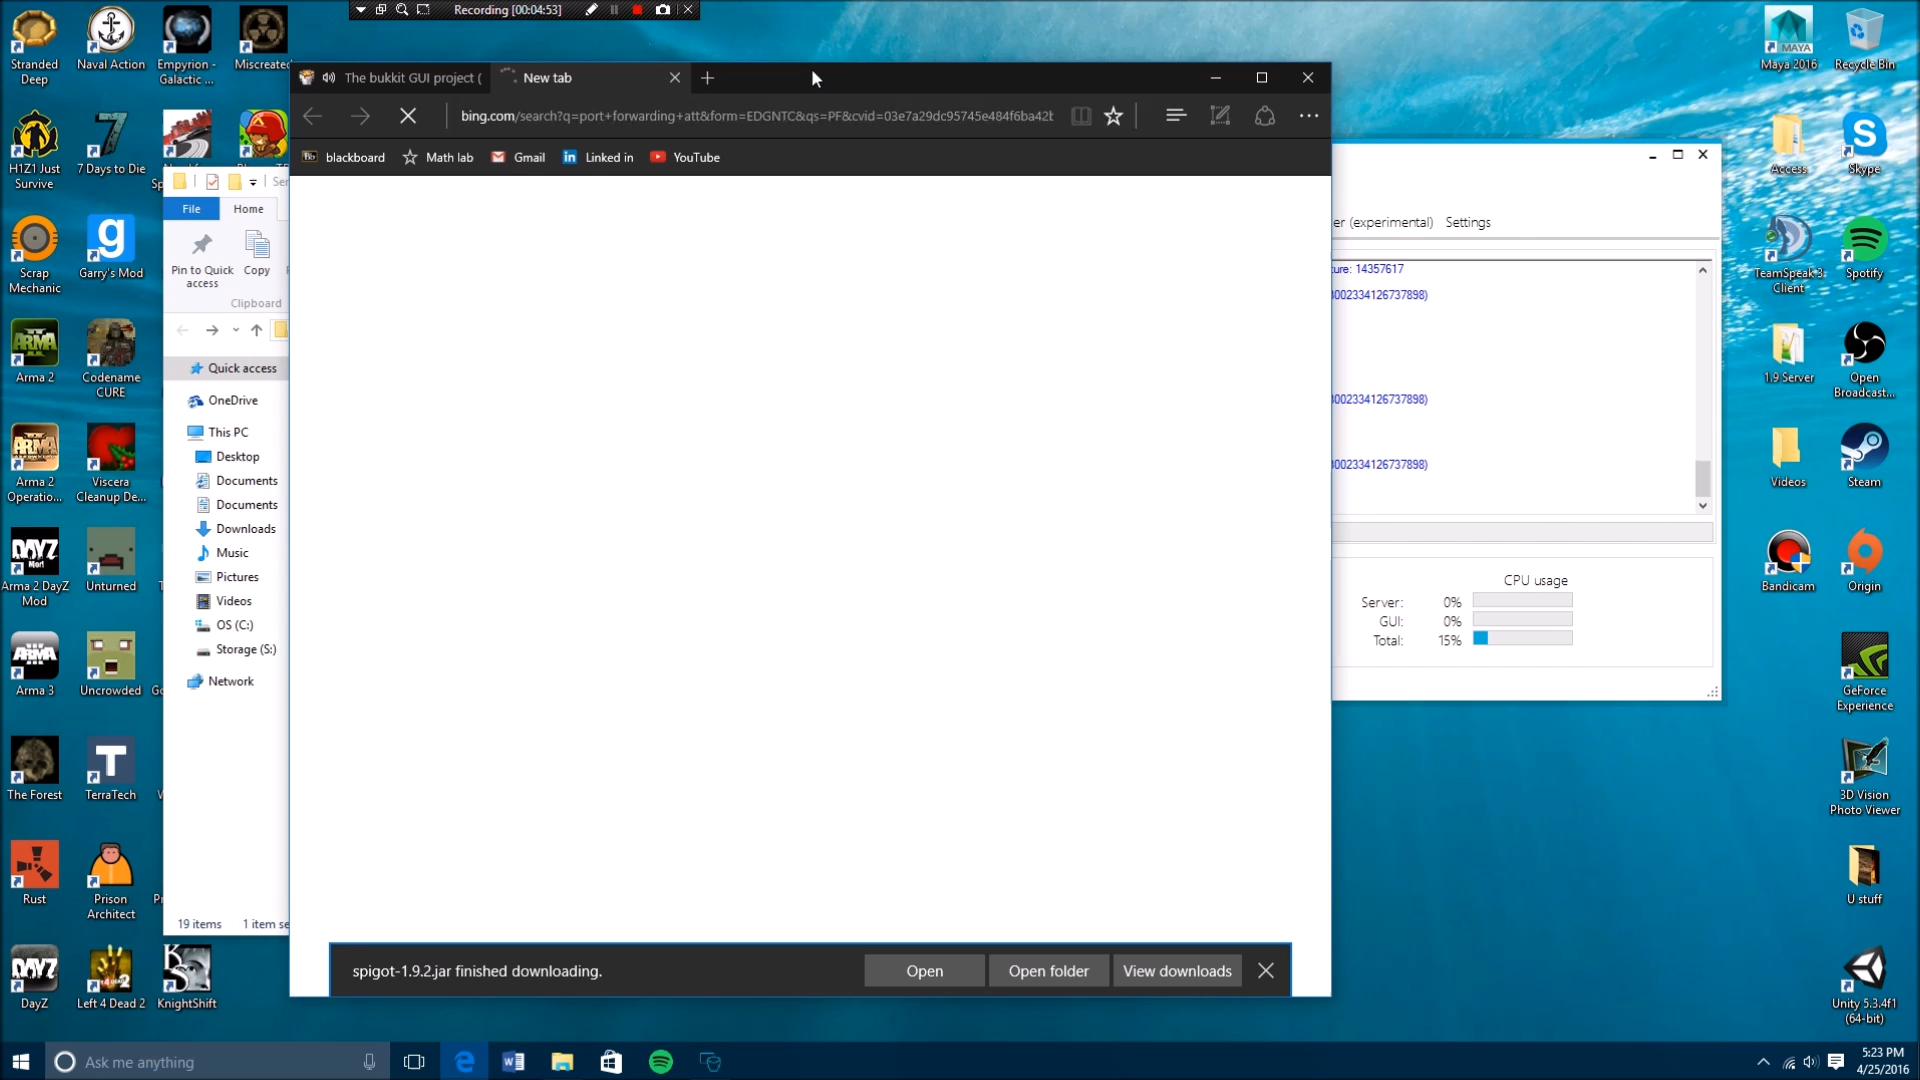 Recording [00:04:53]
Stranded Deep
Naval Action
Empyrion - Galactic ...
Miscreated
H1Z1 Just Survive
7 Days to Die
Scrap Mechanic
Garry's Mod
Arma 2
Codename CURE
Arma 2 Operatio...
Viscera Cleanup De...
Arma 2 DayZ Mod
Unturned
Arma 3
Uncrowded
The Forest
TerraTech
Rust
Prison Architect
DayZ
Left 4 Dead 2
KnightShift
The bukkit GUI project (
New tab
bing.com/search?q=port+forwarding+att&form=EDGNTC&qs=PF&cvid=03e7a29dc95745e484f6ba42b
blackboard
Math lab
Gmail
Linked in
YouTube
File
Home
Pin to Quick access
Copy
Clipboard
Quick access
OneDrive
This PC
Desktop
Documents
Documents
Downloads
Music
Pictures
Videos
OS (C:)
Storage (S:)
Network
19 items
1 item se
spigot-1.9.2.jar finished downloading.
Open
Open folder
View downloads
er (experimental)
Settings
ture: 14357617
002334126737898)
002334126737898)
002334126737898)
CPU usage
Server: 0%
GUI: 0%
Total: 15%
MAYA
Maya 2016
Recycle Bin
Access
Skype
TeamSpeak 3 Client
Spotify
1.9 Server
Open Broadcast...
Videos
Steam
Bandicam
Origin
GeForce Experience
3D Vision Photo Viewer
U stuff
Unity 5.3.4f1 (64-bit)
Ask me anything
5:23 PM
4/25/2016